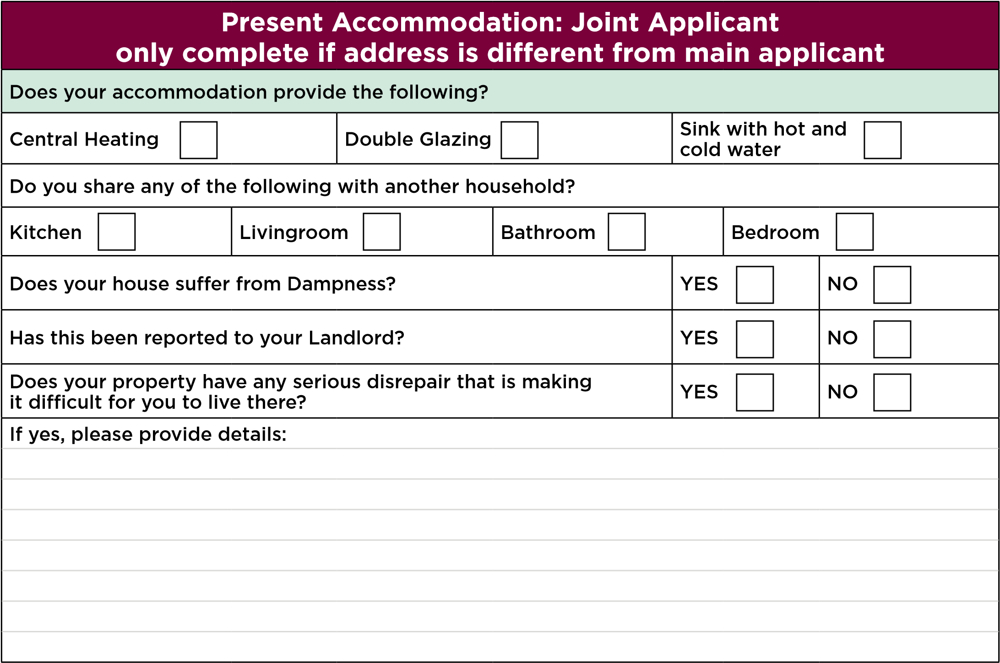 Present Accommodation: Joint Applicant
only complete if address is different from main applicant
Does your accommodation provide the following?
Central Heating
Double Glazing
Sink with hot and
cold water
Do you share any of the following with another household?
Kitchen
Livingroom
Bathroom
Bedroom
Does your house suffer from Dampness?
YES
NO
Has this been reported to your Landlord?
YES
NO
Does your property have any serious disrepair that is making
it difficult for you to live there?
YES
NO
If yes, please provide details: